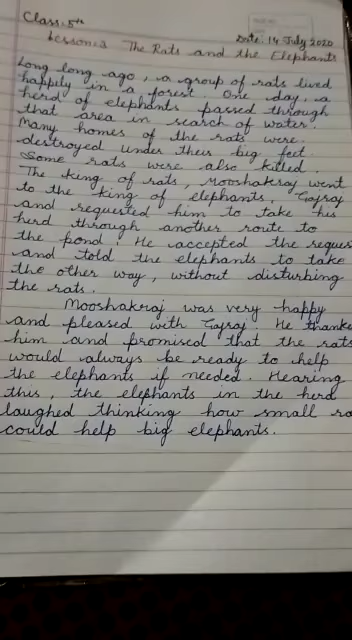 Class:5th
Date: 14 July 2020
Lesson:3 The Rats and the Elephants
Long long ago, a group of rats lived
happily in a forest. One day, a
herd of elephants passed through
that area in search of water.
Many homes of the rats were
destroyed under their big feet.
Some rats were also killed.
The king of rats, Mooshakraj went
to the king of elephants, Gajraj
and requested him to take his
herd through another route to
the pond. He accepted the reques
and told the elephants to take
the other way, without disturbing
the rats.
Mooshakraj was very happy
and pleased with Gajraj. He thanke
him and promised that the rats
would always be ready to help
the elephants if needed. Hearing
this, the elephants in the herd
laughed thinking how small ra
could help big elephants.